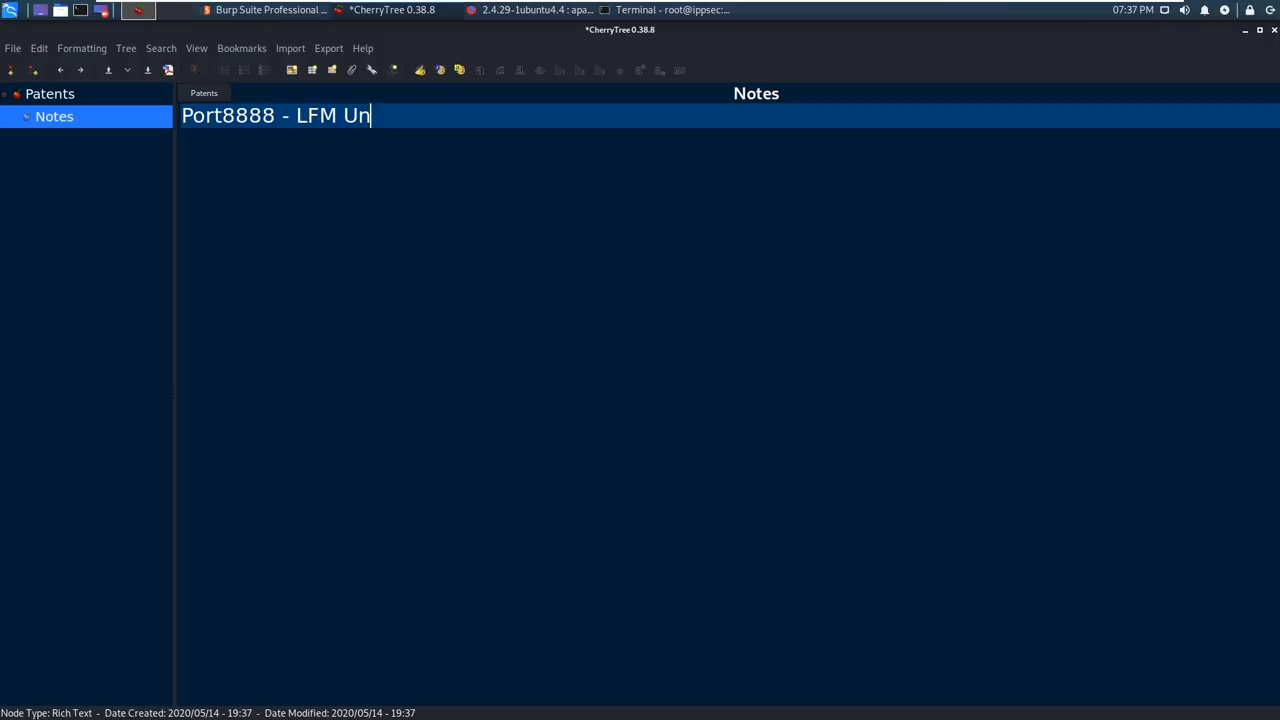 Burp Suite Professional ...
*CherryTree 0.38.8
2.4.29-1ubuntu4.4 : apa...
Terminal - root@ippsec:...
07:37 PM
*CherryTree 0.38.8
File Edit Formatting Tree Search View Bookmarks Import Export Help
Patents
Patents
Notes
Notes
Port8888 - LFM Un
Node Type: Rich Text - Date Created: 2020/05/14 - 19:37 - Date Modified: 2020/05/14 - 19:37